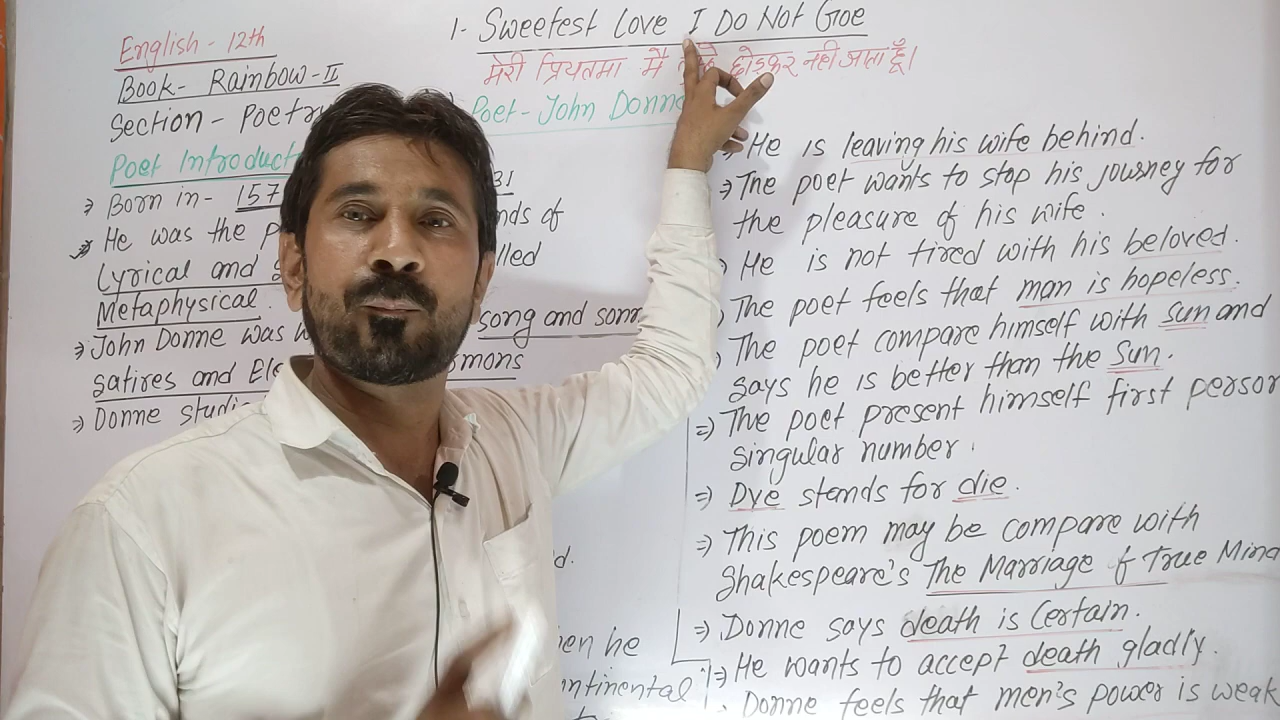 English - 12th
Book - Rainbow - II
Section - Poetry
Poet Introduct
⇒ Born in - 157
31
⇒ He was the p
nds of
Lyrical and
lled
Metaphysical
⇒ John Donne was
song and sonn
satires and Ele
mons
⇒ Donne studie
d.
en he
ntinental
1- Sweetest Love I Do Not Goe
मेरी प्रियतमा मैं छोड़कर नहीं जाता हूँ।
Poet - John Donne
⇒ He is leaving his wife behind.
⇒ The poet wants to stop his journey for
the pleasure of his wife.
⇒ He is not tired with his beloved.
The poet feels that man is hopeless.
The poet compare himself with Sun and
says he is better than the Sun.
⇒ The poet present himself first person
singular number.
⇒ Dye stands for die.
⇒ This poem may be compare with
Shakespeare's The Marriage of True Mind
⇒ Donne says death is Certain.
⇒ He wants to accept death gladly.
Donne feels that men's power is weak